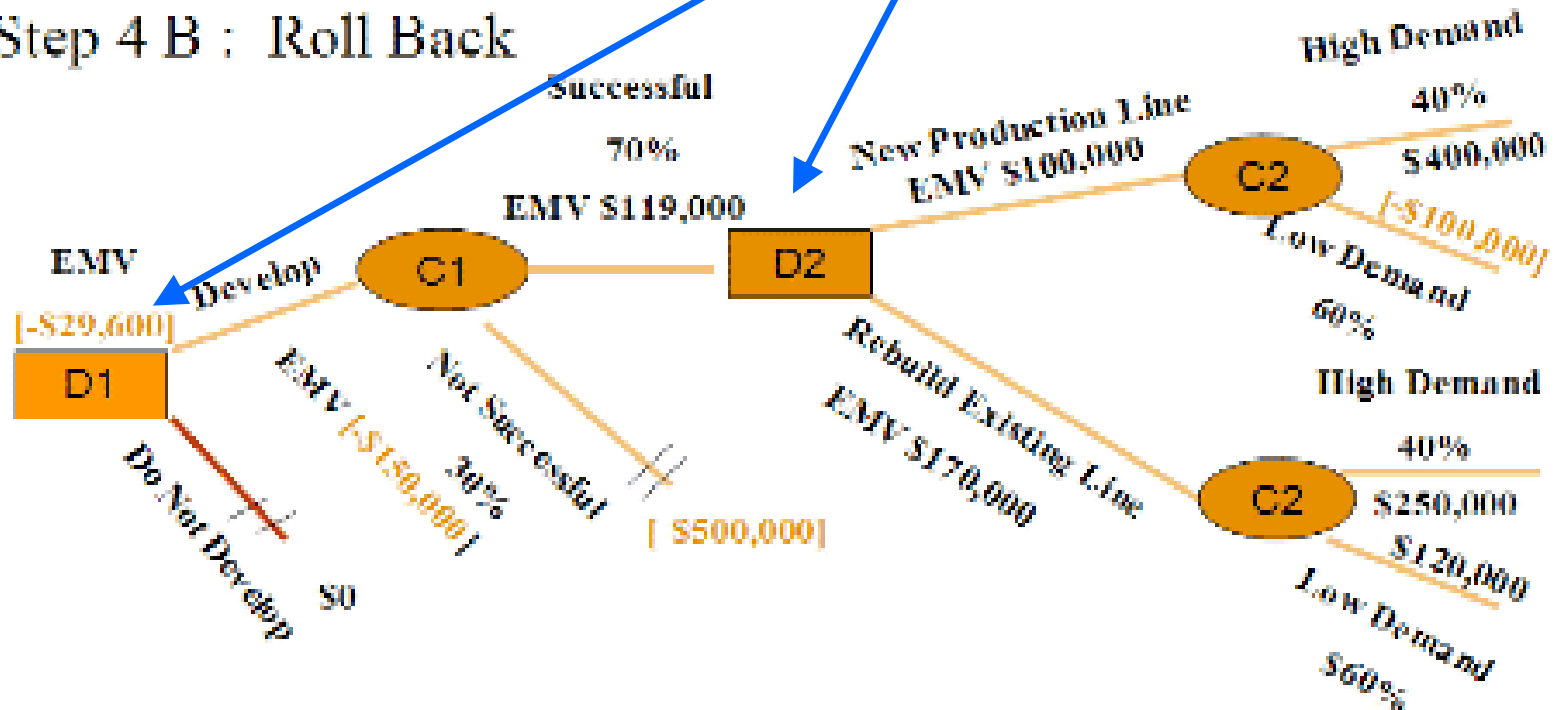 Step 4 B : Roll Back
High Demand
40%
$400,000
Successful
70%
EMV $119,000
New Production Line
EMV $100,000
C2
[-$100,000]
Low Demand
60%
EMV
[-$29,600]
Develop
C1
D2
D1
EMV [-$150,000]
Not Successful
30%
[ $500,000]
Do Not Develop
$0
Rebuild Existing Line
EMV $170,000
High Demand
40%
C2
$250,000
$120,000
Low Demand
$60%